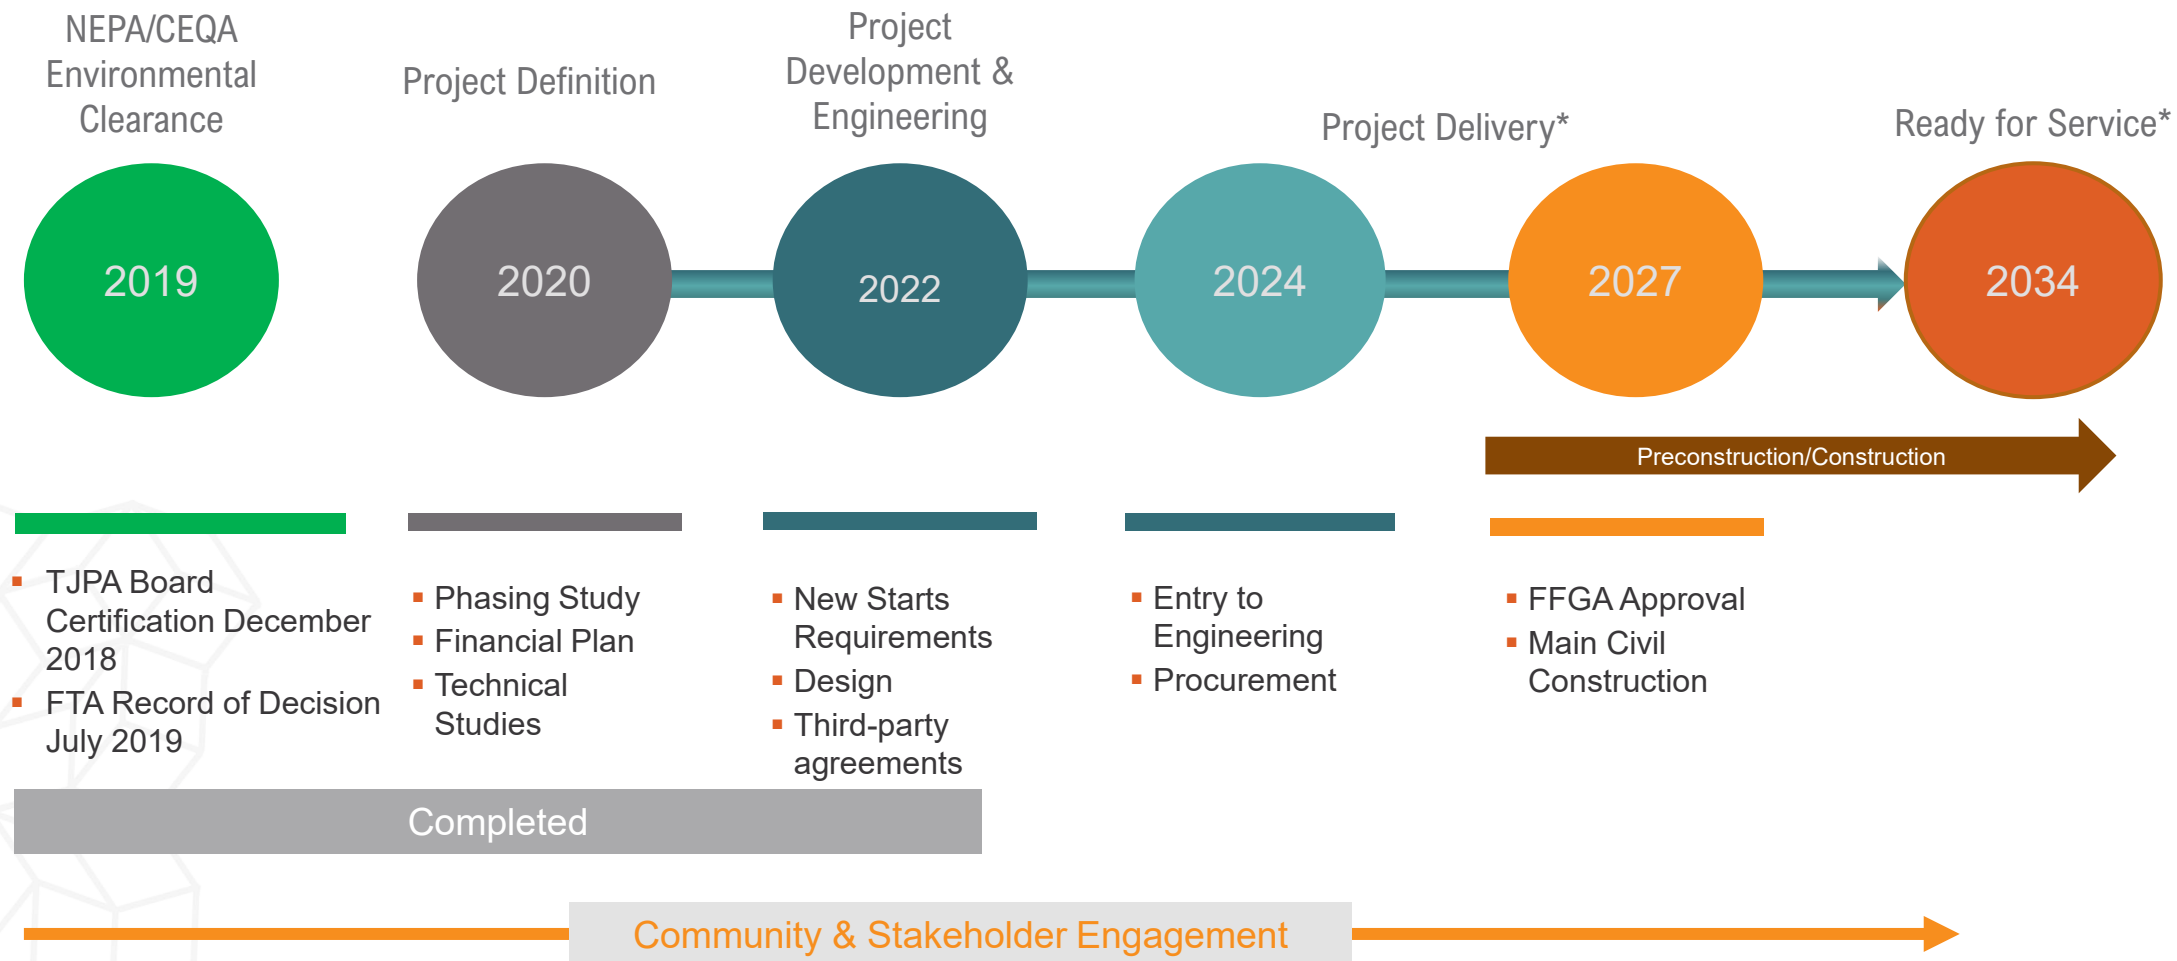 NEPA/CEQA
Environmental
Clearance
Project Definition
Project
Development &
Engineering
Project Delivery*
Ready for Service*
2019
2020
2022
2024
2027
2034
Preconstruction/Construction
▪ TJPA Board
Certification December
2018
▪ FTA Record of Decision
July 2019
▪ Phasing Study
▪ Financial Plan
▪ Technical
Studies
▪ New Starts
Requirements
▪ Design
▪ Third-party
agreements
▪ Entry to
Engineering
▪ Procurement
▪ FFGA Approval
▪ Main Civil
Construction
Completed
Community & Stakeholder Engagement